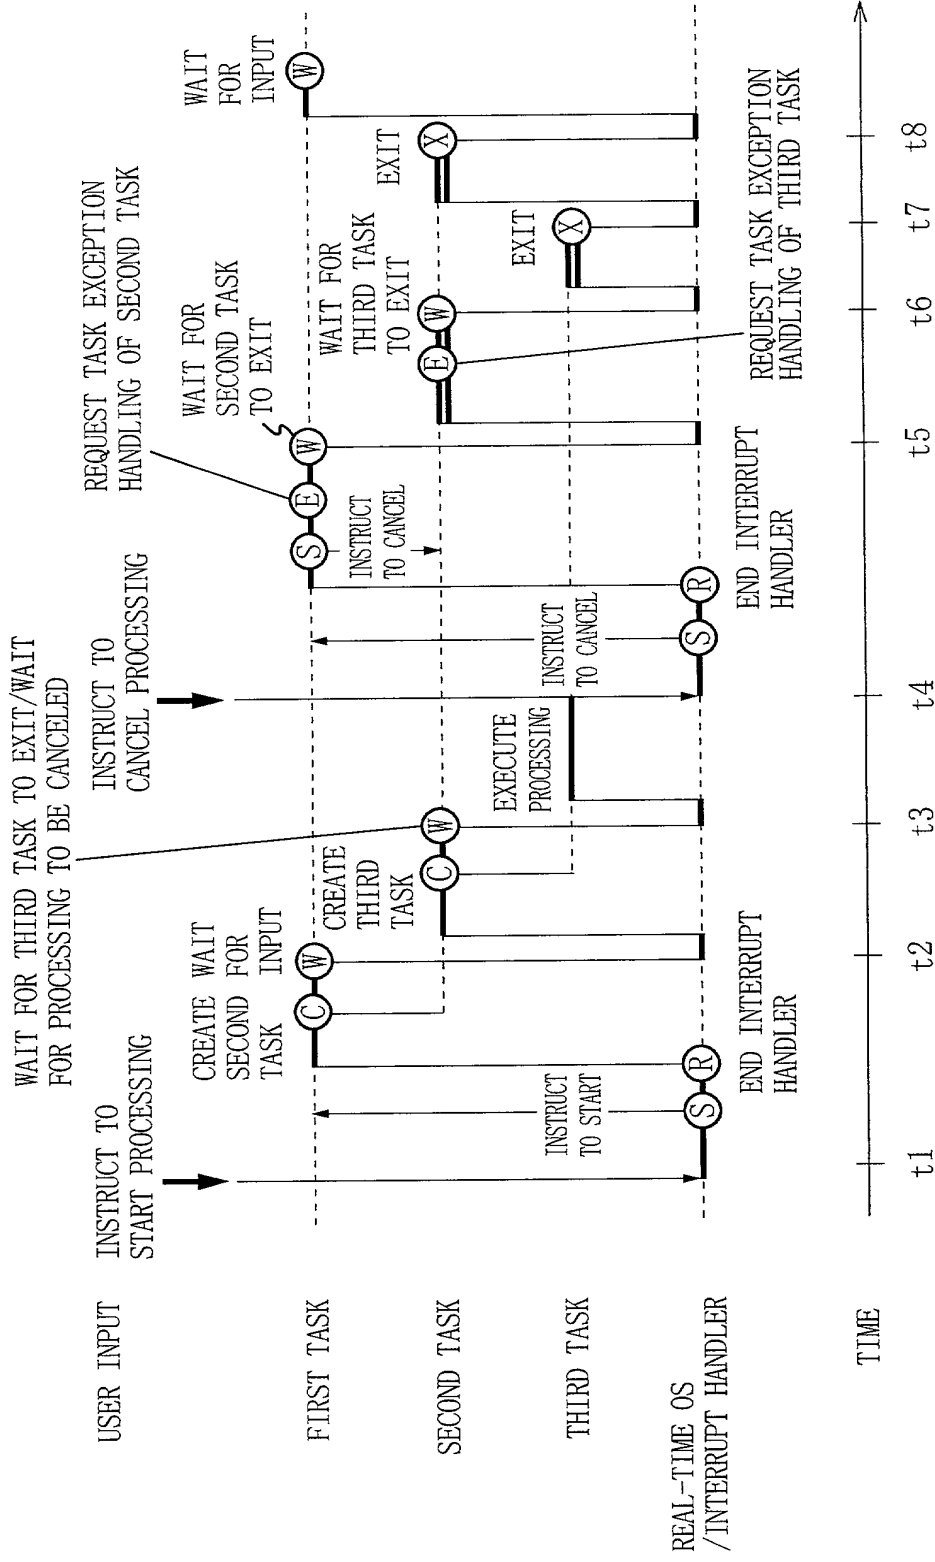 USER INPUT
INSTRUCT TO
START PROCESSING
WAIT FOR THIRD TASK TO EXIT/WAIT
FOR PROCESSING TO BE CANCELED
INSTRUCT TO
CANCEL PROCESSING
REQUEST TASK EXCEPTION
HANDLING OF SECOND TASK
FIRST TASK
CREATE
SECOND
TASK
WAIT
FOR
INPUT
WAIT FOR
SECOND TASK
TO EXIT
WAIT
FOR
INPUT
C
W
S
E
W
W
INSTRUCT
TO CANCEL
SECOND TASK
CREATE
THIRD
TASK
WAIT FOR
THIRD TASK
TO EXIT
EXIT
C
W
E
W
X
THIRD TASK
INSTRUCT
TO START
EXECUTE
PROCESSING
INSTRUCT
TO CANCEL
EXIT
X
REAL-TIME OS
/INTERRUPT HANDLER
S
R
S
R
END INTERRUPT
HANDLER
END INTERRUPT
HANDLER
REQUEST TASK EXCEPTION
HANDLING OF THIRD TASK
TIME
t1
t2
t3
t4
t5
t6
t7
t8